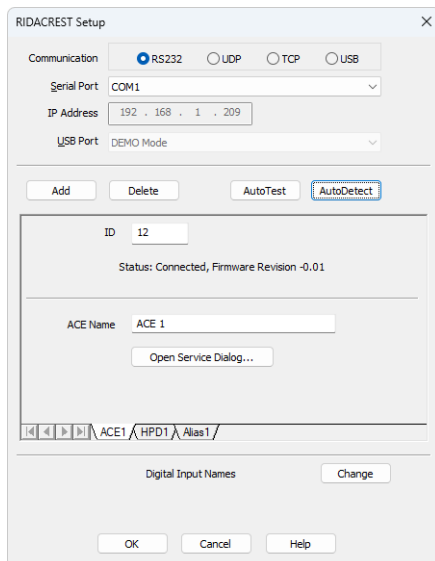 RIDACREST Setup
Communication RS232 UDP TCP USB
Serial Port COM1
IP Address 192 . 168 . 1 . 209
USB Port DEMO Mode
Add Delete AutoTest AutoDetect
ID 12
Status: Connected, Firmware Revision -0.01
ACE Name ACE 1
Open Service Dialog...
ACE1 HPD1 Alias1
Digital Input Names Change
OK Cancel Help